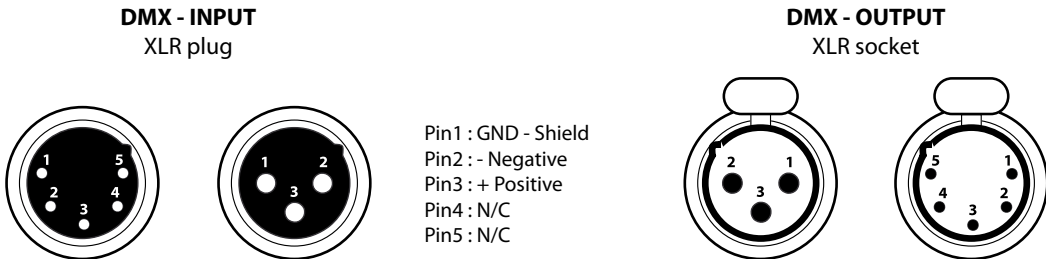 DMX - INPUT
XLR plug
DMX - OUTPUT
XLR socket
1 5
2 4
3
1 2
3
Pin1 : GND - Shield
Pin2 : - Negative
Pin3 : + Positive
Pin4 : N/C
Pin5 : N/C
2 1
3
5 1
4 2
3